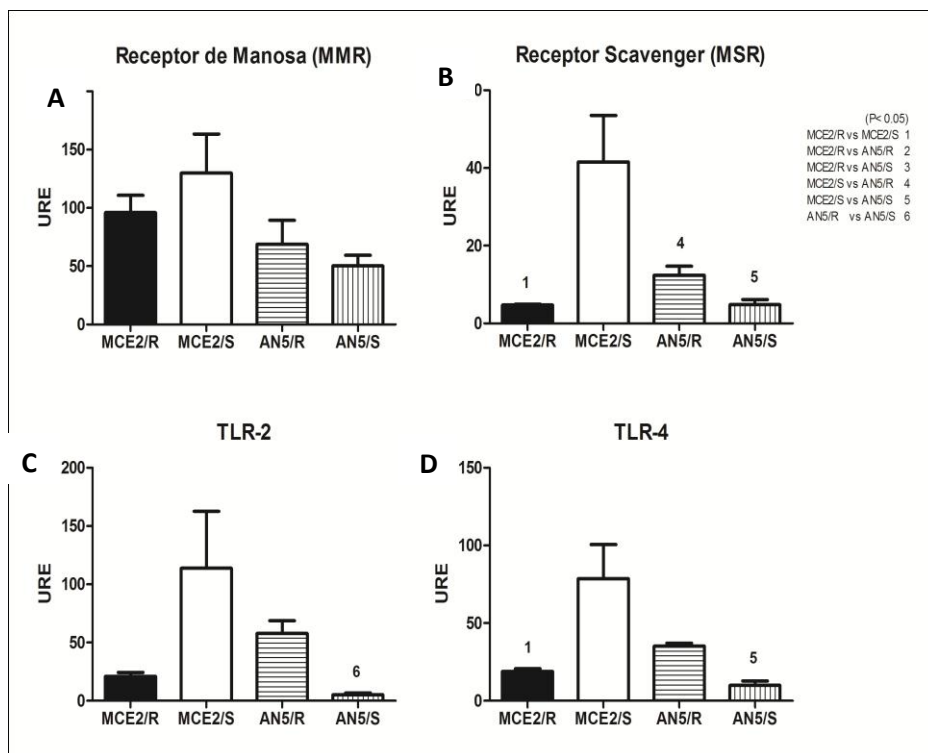 Receptor de Manosa (MMR)
A
150
100
50
0
URE
MCE2/R MCE2/S AN5/R AN5/S
Receptor Scavenger (MSR)
B
0
40
20
0
URE
1
4
5
MCE2/R MCE2/S AN5/R AN5/S
(P< 0.05)
MCE2/R vs MCE2/S 1
MCE2/R vs AN5/R 2
MCE2/R vs AN5/S 3
MCE2/S vs AN5/R 4
MCE2/S vs AN5/S 5
AN5/R vs AN5/S 6
TLR-2
C
200
150
100
50
0
URE
6
MCE2/R MCE2/S AN5/R AN5/S
TLR-4
D
150
100
50
0
URE
1
5
MCE2/R MCE2/S AN5/R AN5/S